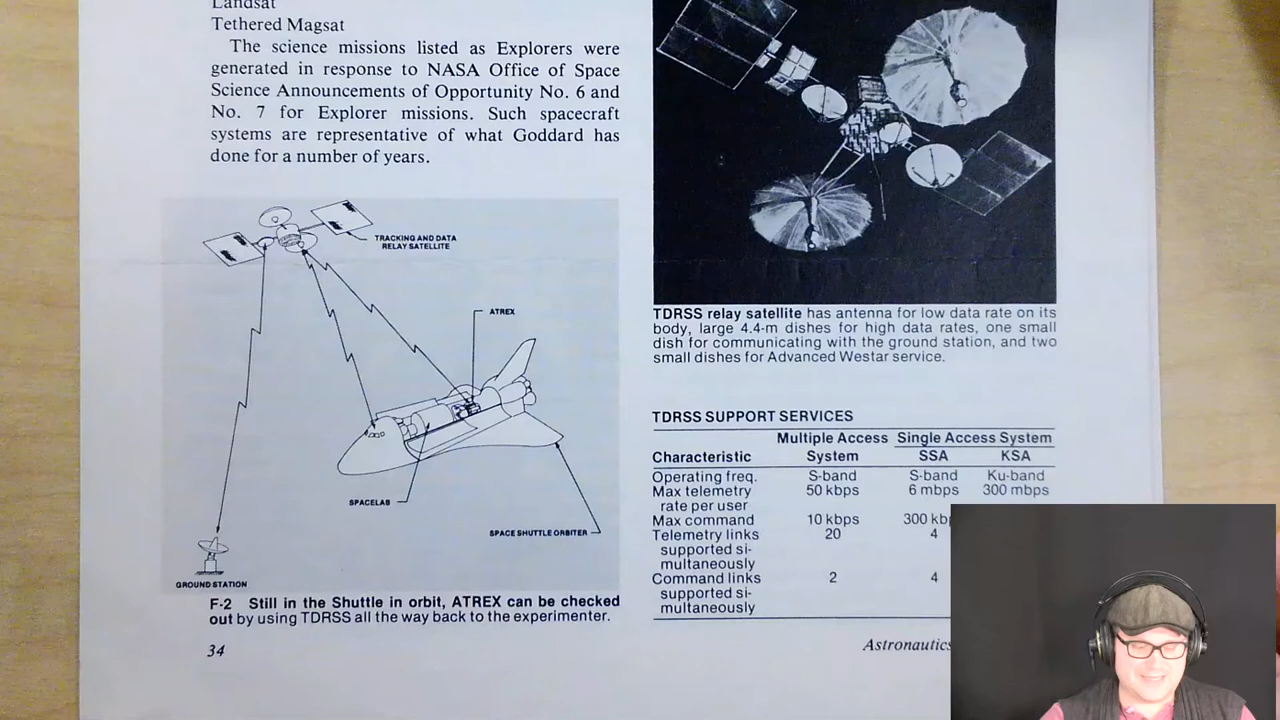 Landsat
Tethered Magsat
The science missions listed as Explorers were
generated in response to NASA Office of Space
Science Announcements of Opportunity No. 6 and
No. 7 for Explorer missions. Such spacecraft
systems are representative of what Goddard has
done for a number of years.
TRACKING AND DATA
RELAY SATELLITE
ATREX
SPACELAB
SPACE SHUTTLE ORBITER
GROUND STATION
F-2 Still in the Shuttle in orbit, ATREX can be checked
out by using TDRSS all the way back to the experimenter.
34
TDRSS relay satellite has antenna for low data rate on its
body, large 4.4-m dishes for high data rates, one small
dish for communicating with the ground station, and two
small dishes for Advanced Westar service.
TDRSS SUPPORT SERVICES
Multiple Access Single Access System
Characteristic System SSA KSA
Operating freq. S-band S-band Ku-band
Max telemetry 50 kbps 6 mbps 300 mbps
rate per user
Max command 10 kbps 300
Telemetry links 20 4
supported si-
multaneously
Command links 2 4
supported si-
multaneously
Astronautics